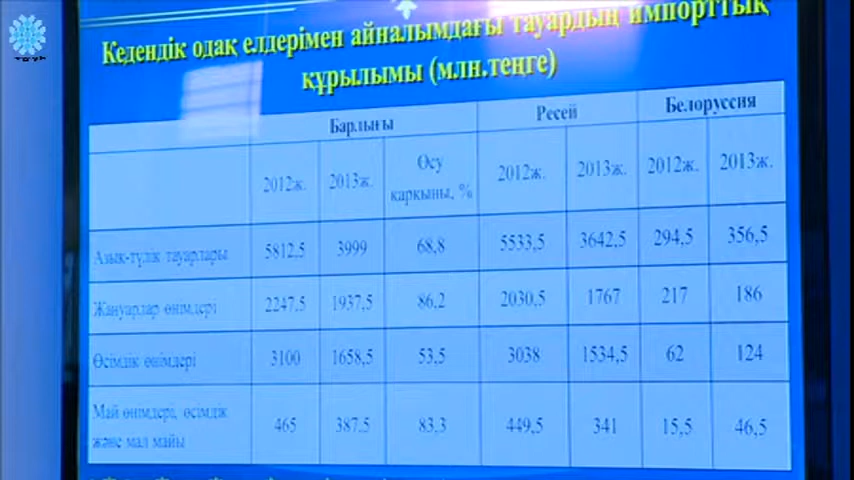 Кедендік одақ елдерімен айналымдағы тауардың импорттық
құрылымы (млн.теңге)
Барлығы Ресей Белоруссия
2012ж. 2013ж. Өсу қарқыны, % 2012ж. 2013ж. 2012ж. 2013ж.
Азық-түлік тауарлары 5812,5 3999 68,8 5533,5 3642,5 294,5 356,5
Жануарлар өнімдері 2247,5 1937,5 86,2 2030,5 1767 217 186
Өсімдік өнімдері 3100 1658,5 53,5 3038 1534,5 62 124
Май өнімдері, өсімдік және мал майы 465 387,5 83,3 449,5 341 15,5 46,5